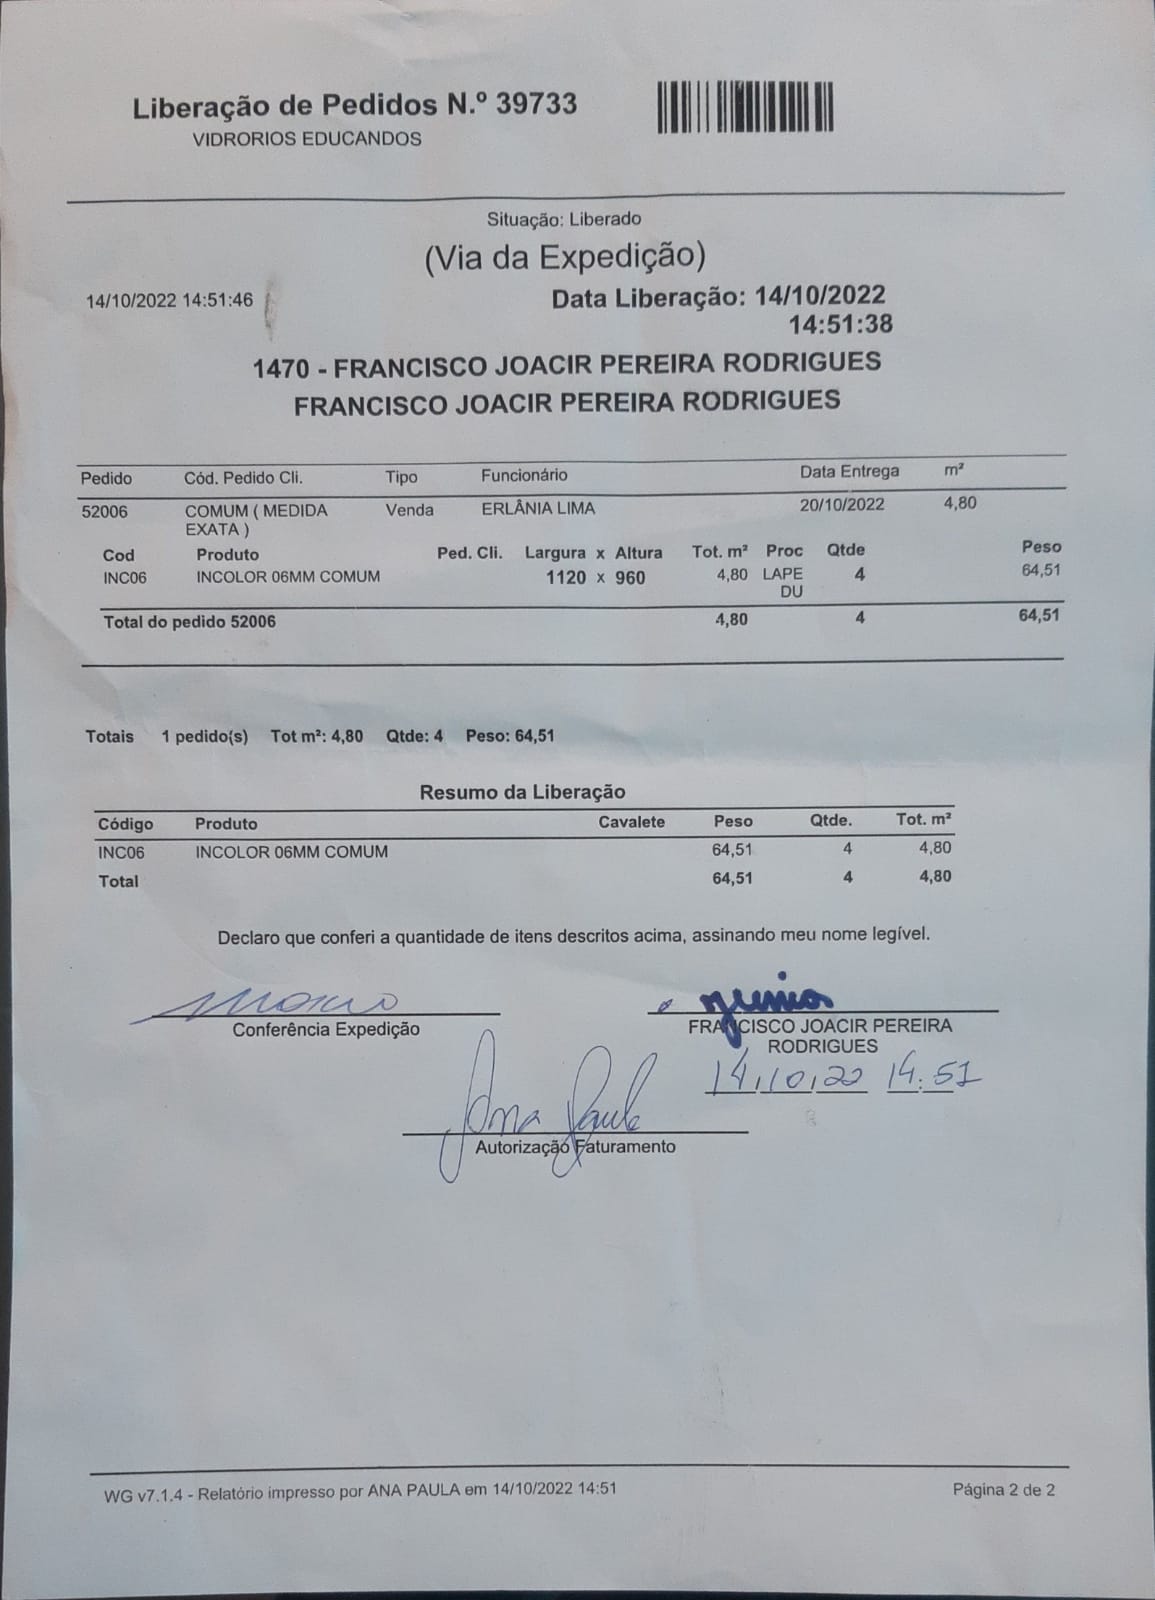 Liberação de Pedidos N.º 39733
VIDRORIOS EDUCANDOS
Situação: Liberado
(Via da Expedição)
14/10/2022 14:51:46
Data Liberação: 14/10/2022
14:51:38
1470 - FRANCISCO JOACIR PEREIRA RODRIGUES
FRANCISCO JOACIR PEREIRA RODRIGUES
Pedido Cód. Pedido Cli. Tipo Funcionário Data Entrega m²
52006 COMUM ( MEDIDA Venda ERLÂNIA LIMA 20/10/2022 4,80
EXATA )
Cod Produto Ped. Cli. Largura x Altura Tot. m² Proc Qtde Peso
INC06 INCOLOR 06MM COMUM 1120 x 960 4,80 LAPE 4 64,51
DU
Total do pedido 52006 4,80 4 64,51
Totais 1 pedido(s) Tot m²: 4,80 Qtde: 4 Peso: 64,51
Resumo da Liberação
Código Produto Cavalete Peso Qtde. Tot. m²
INC06 INCOLOR 06MM COMUM 64,51 4 4,80
Total 64,51 4 4,80
Declaro que conferi a quantidade de itens descritos acima, assinando meu nome legível.
Conferência Expedição
FRANCISCO JOACIR PEREIRA
RODRIGUES
14,10,22 14:51
Ana Paula
Autorização Faturamento
WG v7.1.4 - Relatório impresso por ANA PAULA em 14/10/2022 14:51 Página 2 de 2